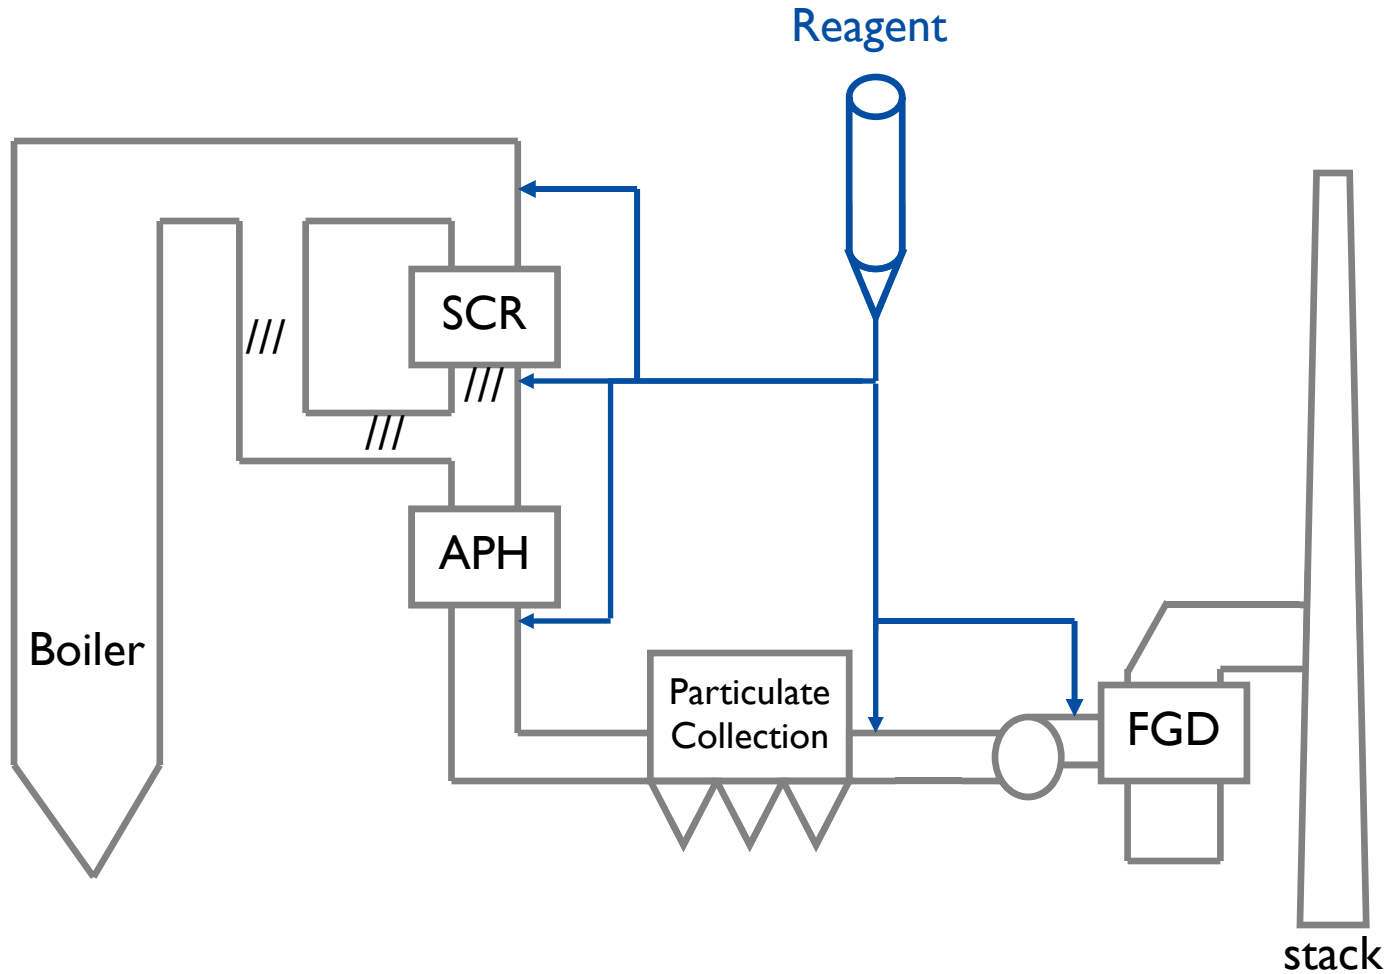 Reagent
SCR
///
///
///
APH
Boiler
Particulate
Collection
FGD
stack